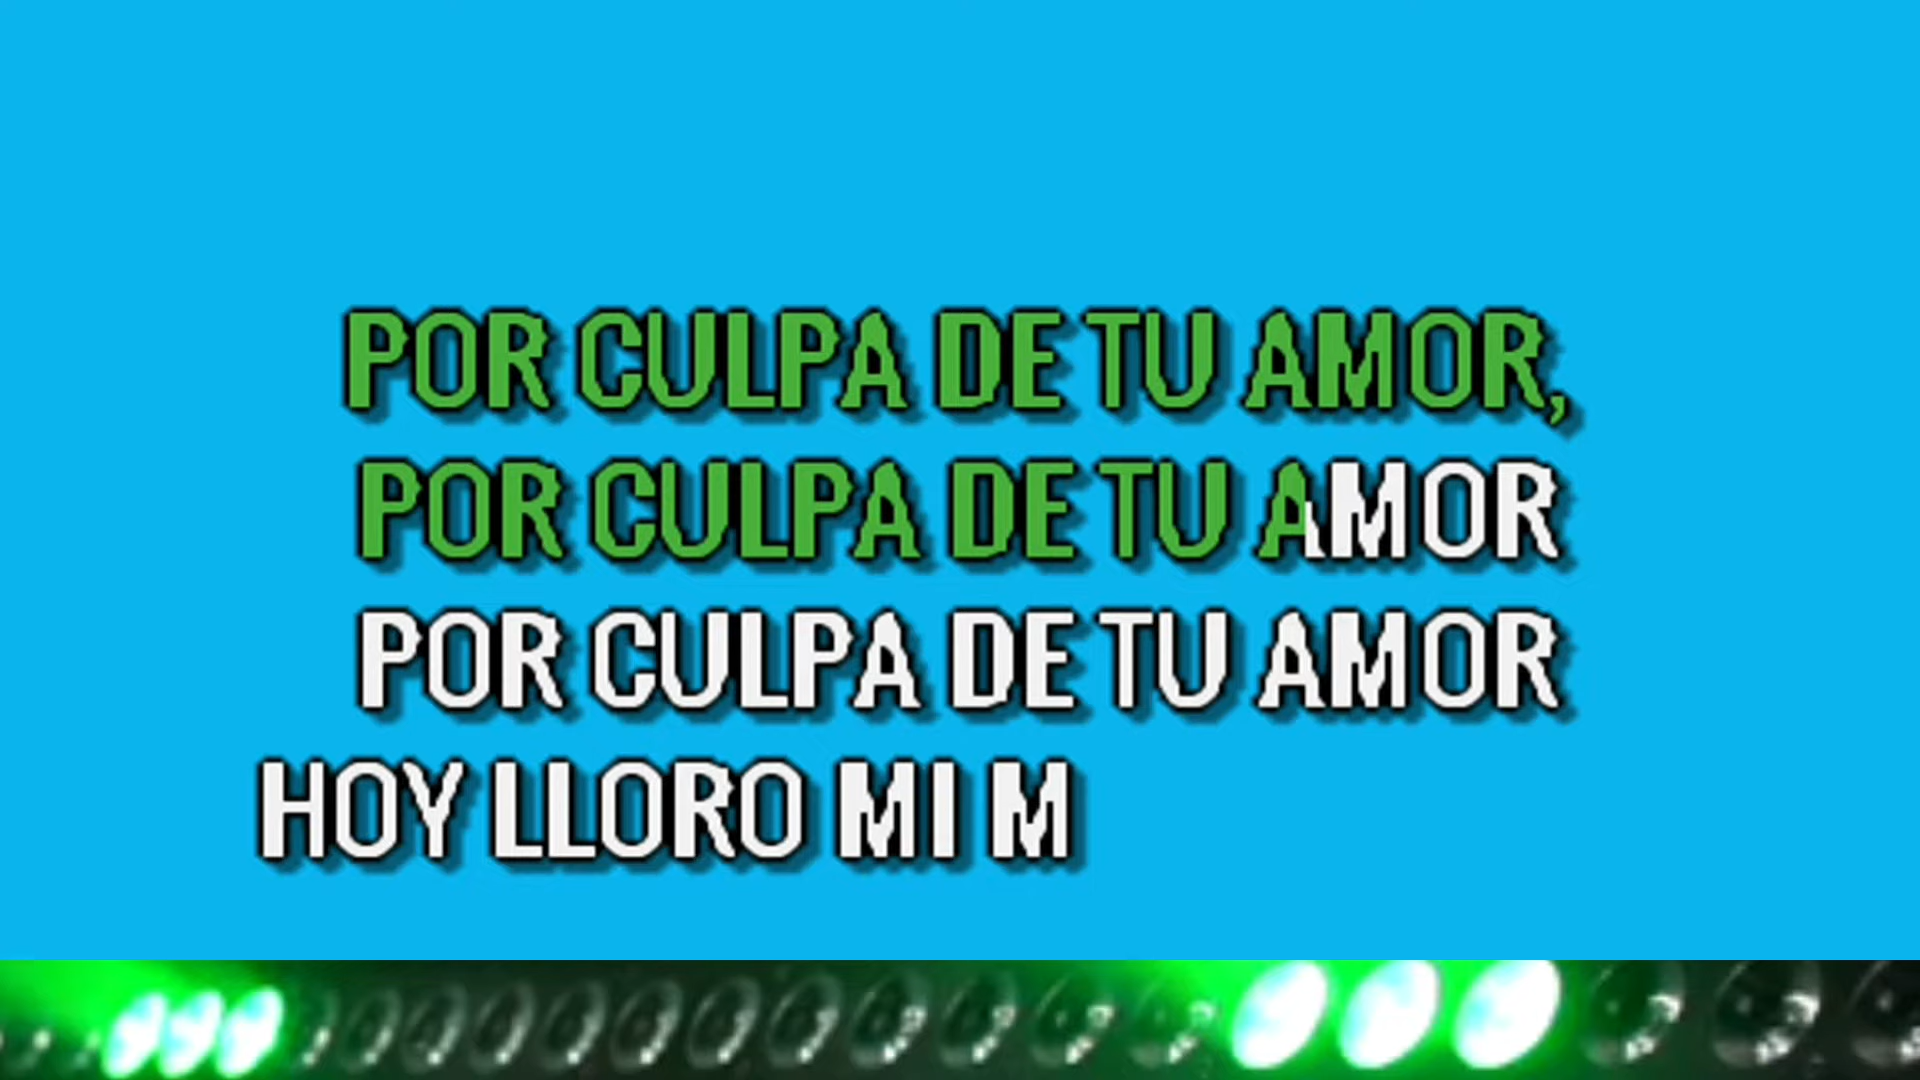 POR CULPA DE TU AMOR,
POR CULPA DE TU AMOR
POR CULPA DE TU AMOR
HOY LLORO MI M